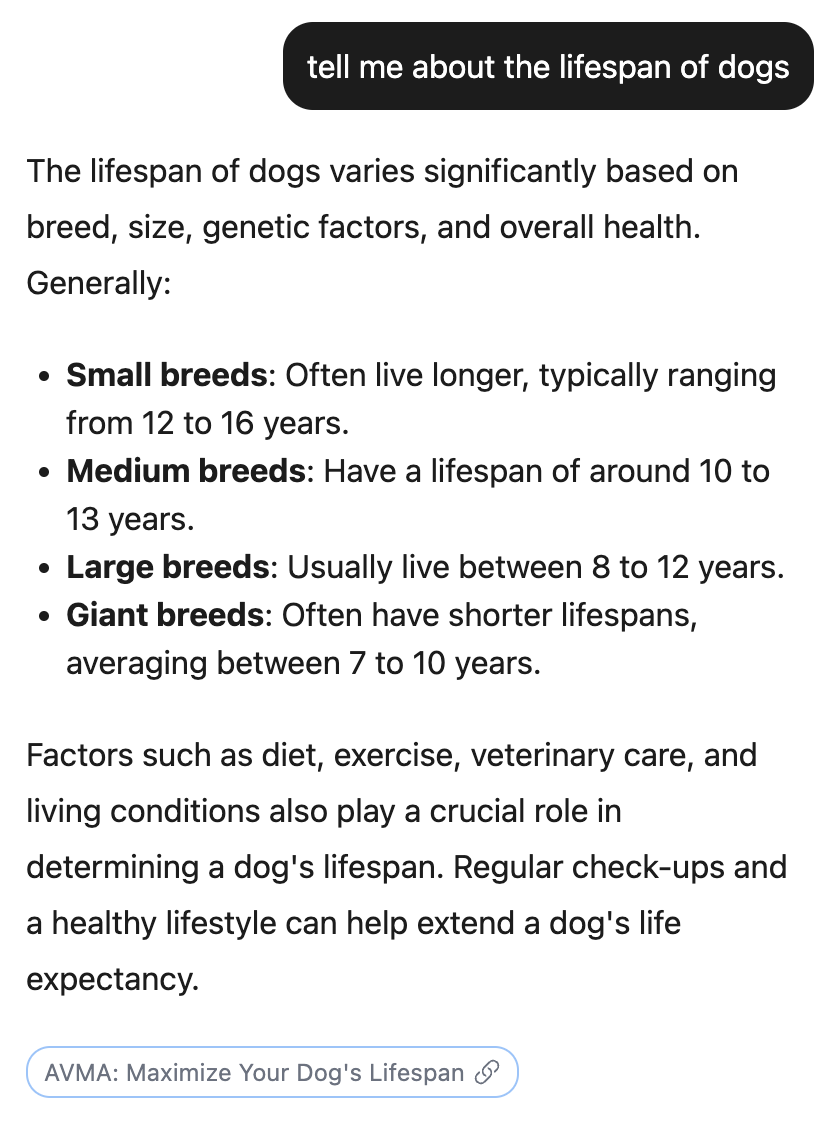 tell me about the lifespan of dogs
The lifespan of dogs varies significantly based on
breed, size, genetic factors, and overall health.
Generally:
• Small breeds: Often live longer, typically ranging
from 12 to 16 years.
• Medium breeds: Have a lifespan of around 10 to
13 years.
• Large breeds: Usually live between 8 to 12 years.
• Giant breeds: Often have shorter lifespans,
averaging between 7 to 10 years.
Factors such as diet, exercise, veterinary care, and
living conditions also play a crucial role in
determining a dog's lifespan. Regular check-ups and
a healthy lifestyle can help extend a dog's life
expectancy.
AVMA: Maximize Your Dog's Lifespan